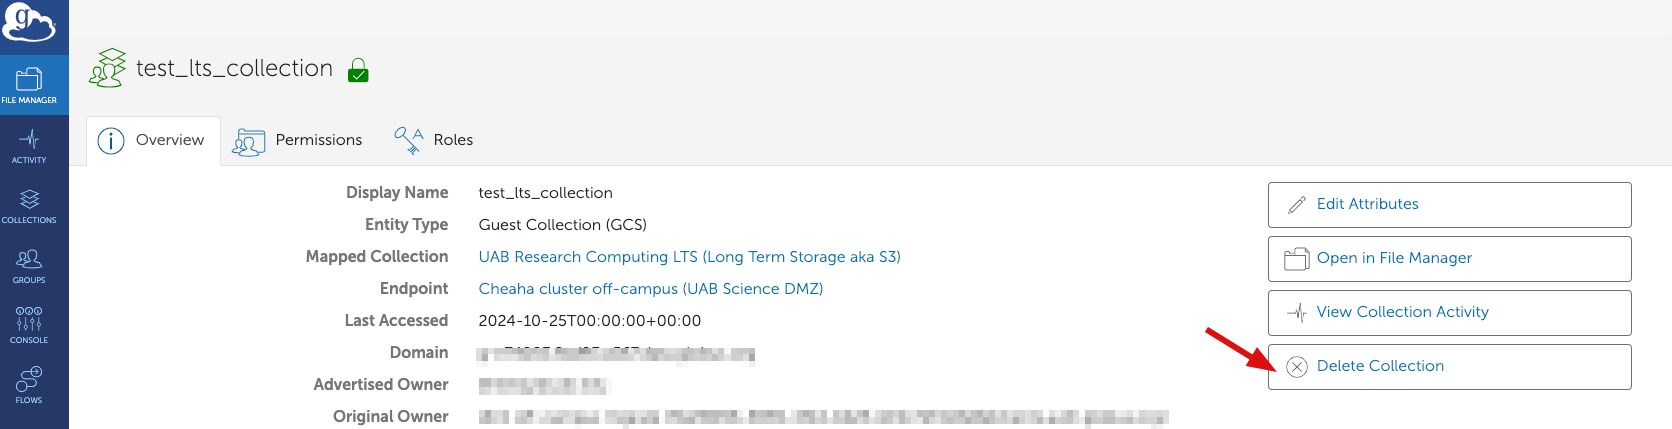 g
test_lts_collection
FILE MANAGER
Overview
Permissions
Roles
ACTIVITY
Display Name test_lts_collection
Edit Attributes
Entity Type Guest Collection (GCS)
COLLECTIONS
Mapped Collection UAB Research Computing LTS (Long Term Storage aka S3)
Open in File Manager
Endpoint Cheaha cluster off-campus (UAB Science DMZ)
GROUPS
Last Accessed 2024-10-25T00:00:00+00:00
View Collection Activity
CONSOLE
Domain
Delete Collection
Advertised Owner
FLOWS
Original Owner